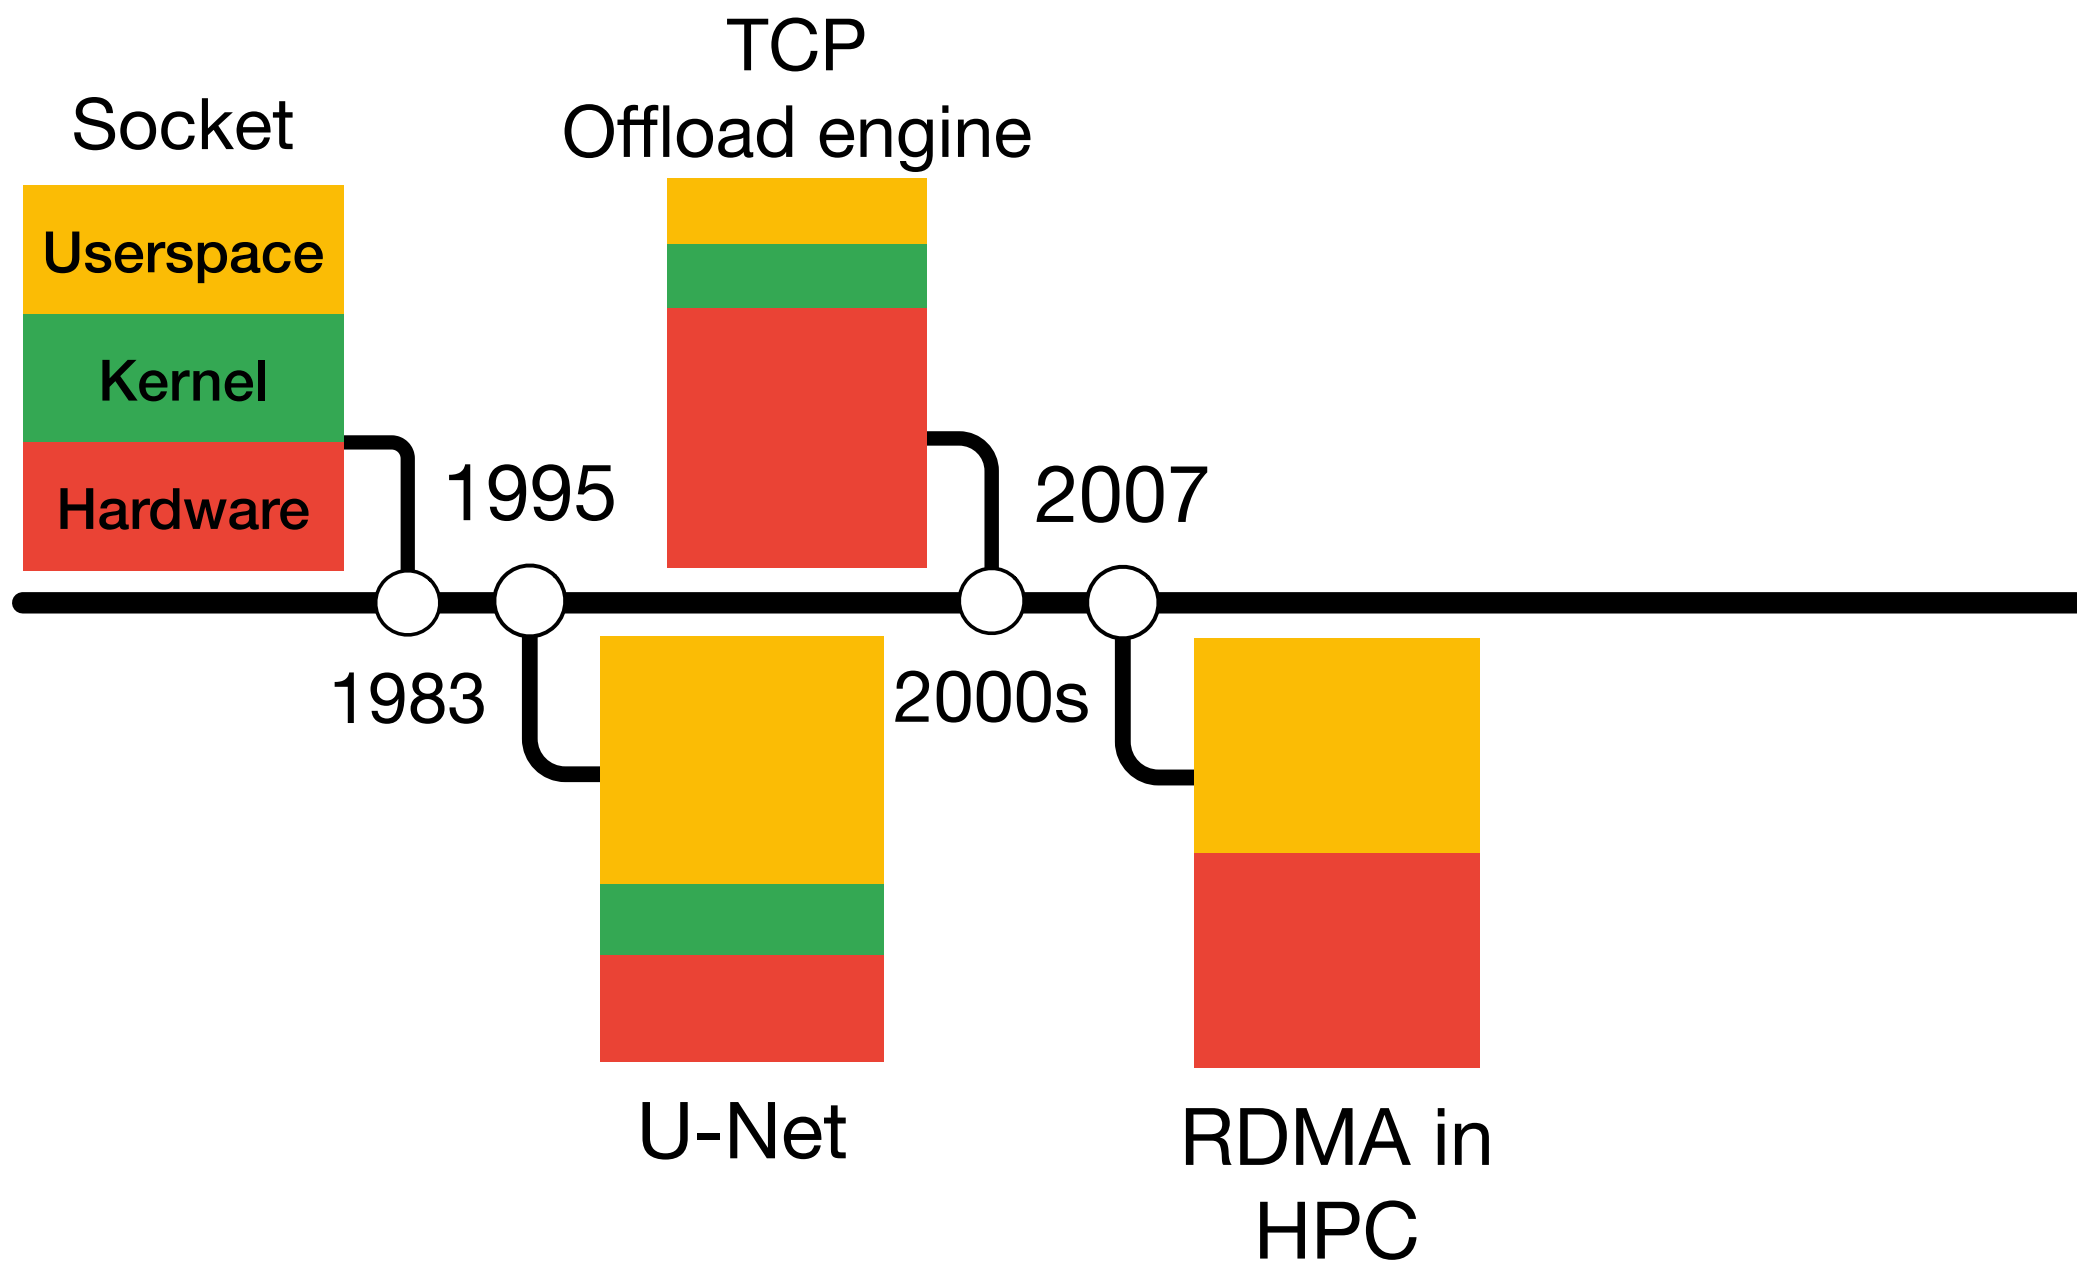 Socket
Userspace
Kernel
Hardware
1983
1995
U-Net
TCP
Offload engine
2000s
2007
RDMA in
HPC